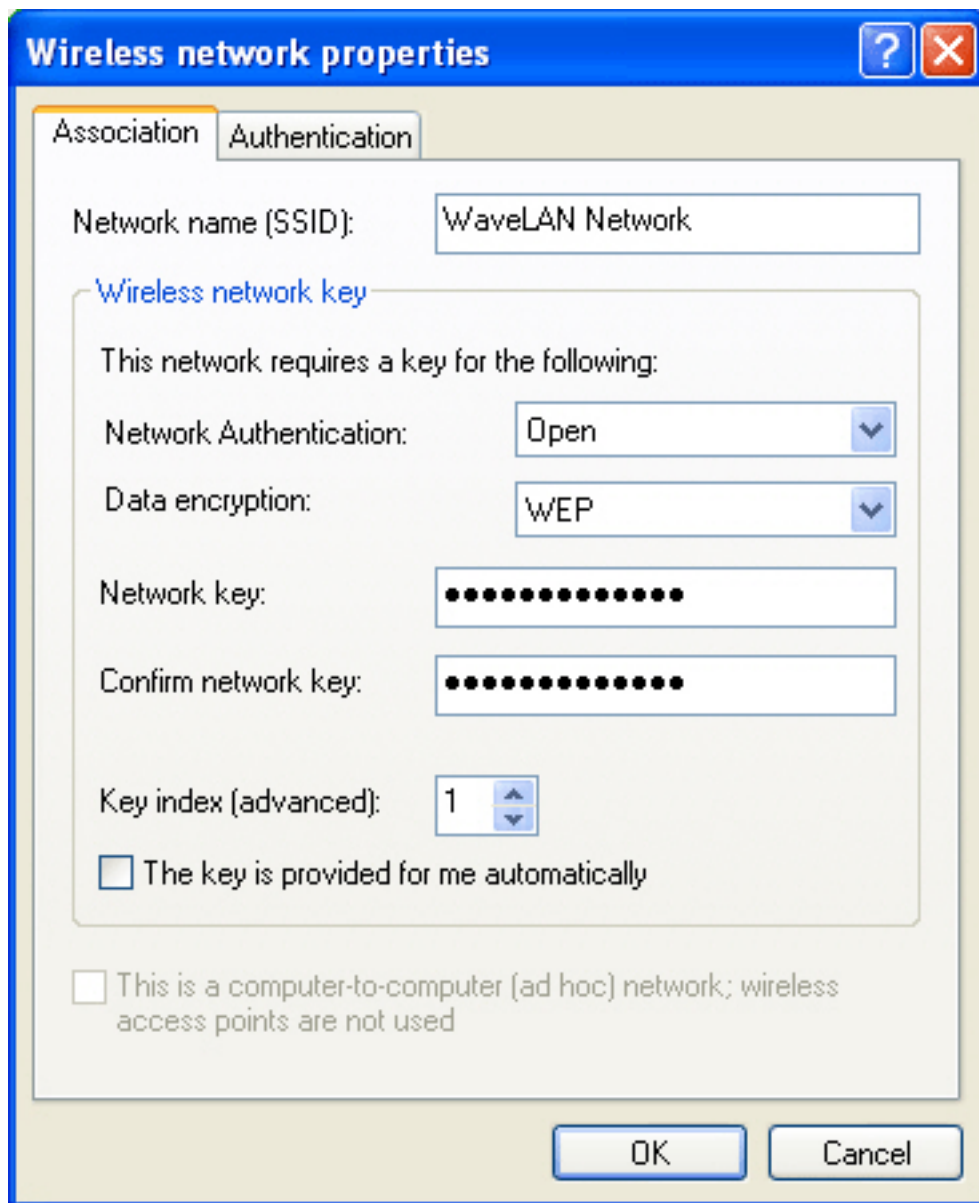 Wireless network properties
Association
Authentication
Network name (SSID):
WaveLAN Network
Wireless network key
This network requires a key for the following:
Network Authentication:
Open
Data encryption:
WEP
Network key:
•••••••••••••
Confirm network key:
•••••••••••••
Key index (advanced):
1
The key is provided for me automatically
This is a computer-to-computer (ad hoc) network; wireless
access points are not used
OK
Cancel